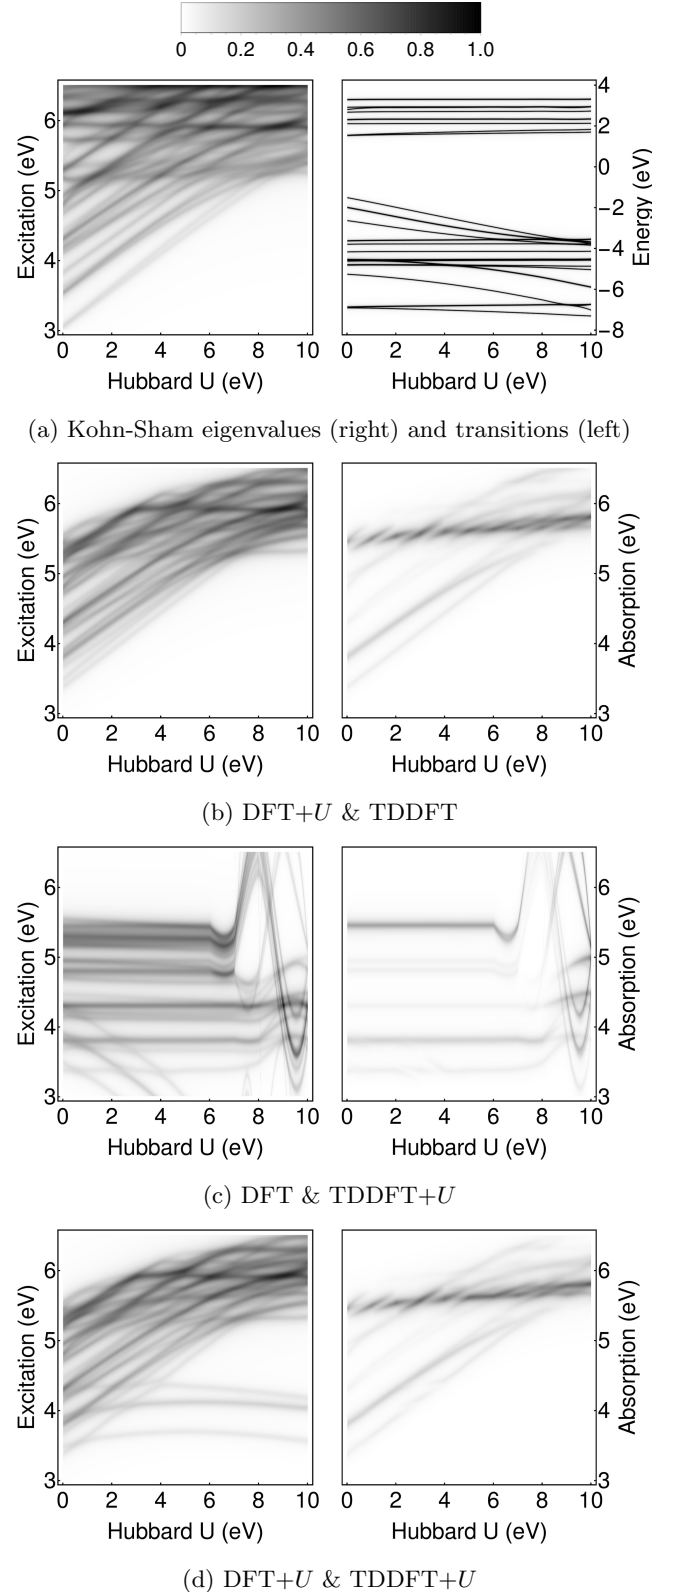 0 0.2 0.4 0.6 0.8 1.0
Excitation (eV)
6
5
4
3
0 2 4 6 8 10
Hubbard U (eV)
4
2
0
−2
−4
−6
−8
Energy (eV)
0 2 4 6 8 10
Hubbard U (eV)
(a) Kohn-Sham eigenvalues (right) and transitions (left)
Excitation (eV)
6
5
4
3
0 2 4 6 8 10
Hubbard U (eV)
6
5
4
3
Absorption (eV)
0 2 4 6 8 10
Hubbard U (eV)
(b) DFT+U & TDDFT
Excitation (eV)
6
5
4
3
0 2 4 6 8 10
Hubbard U (eV)
6
5
4
3
Absorption (eV)
0 2 4 6 8 10
Hubbard U (eV)
(c) DFT & TDDFT+U
Excitation (eV)
6
5
4
3
0 2 4 6 8 10
Hubbard U (eV)
6
5
4
3
Absorption (eV)
0 2 4 6 8 10
Hubbard U (eV)
(d) DFT+U & TDDFT+U